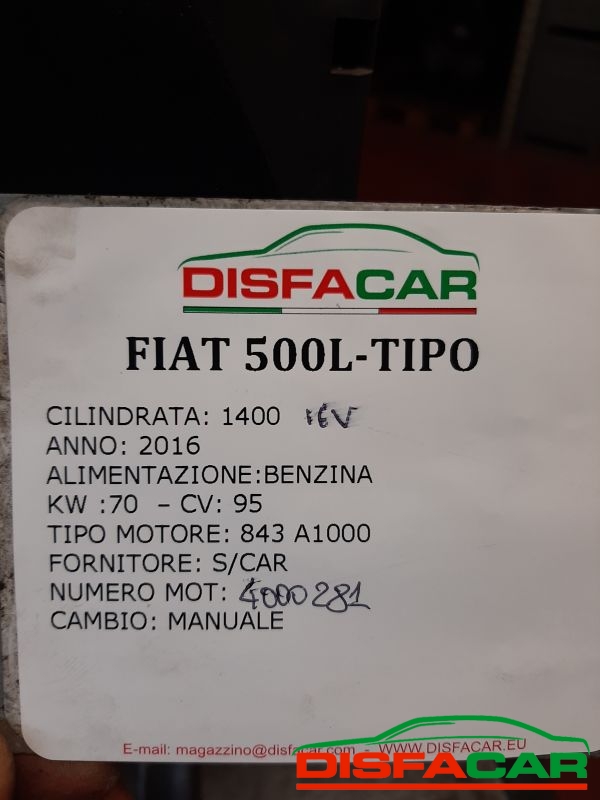 DISFACAR
FIAT 500L-TIPO
CILINDRATA: 1400 16V
ANNO: 2016
ALIMENTAZIONE:BENZINA
KW :70 – CV: 95
TIPO MOTORE: 843 A1000
FORNITORE: S/CAR
NUMERO MOT: 4000281
CAMBIO: MANUALE
E-mail: magazzino@disfacar.com - WWW.DISFACAR.EU
DISFACAR